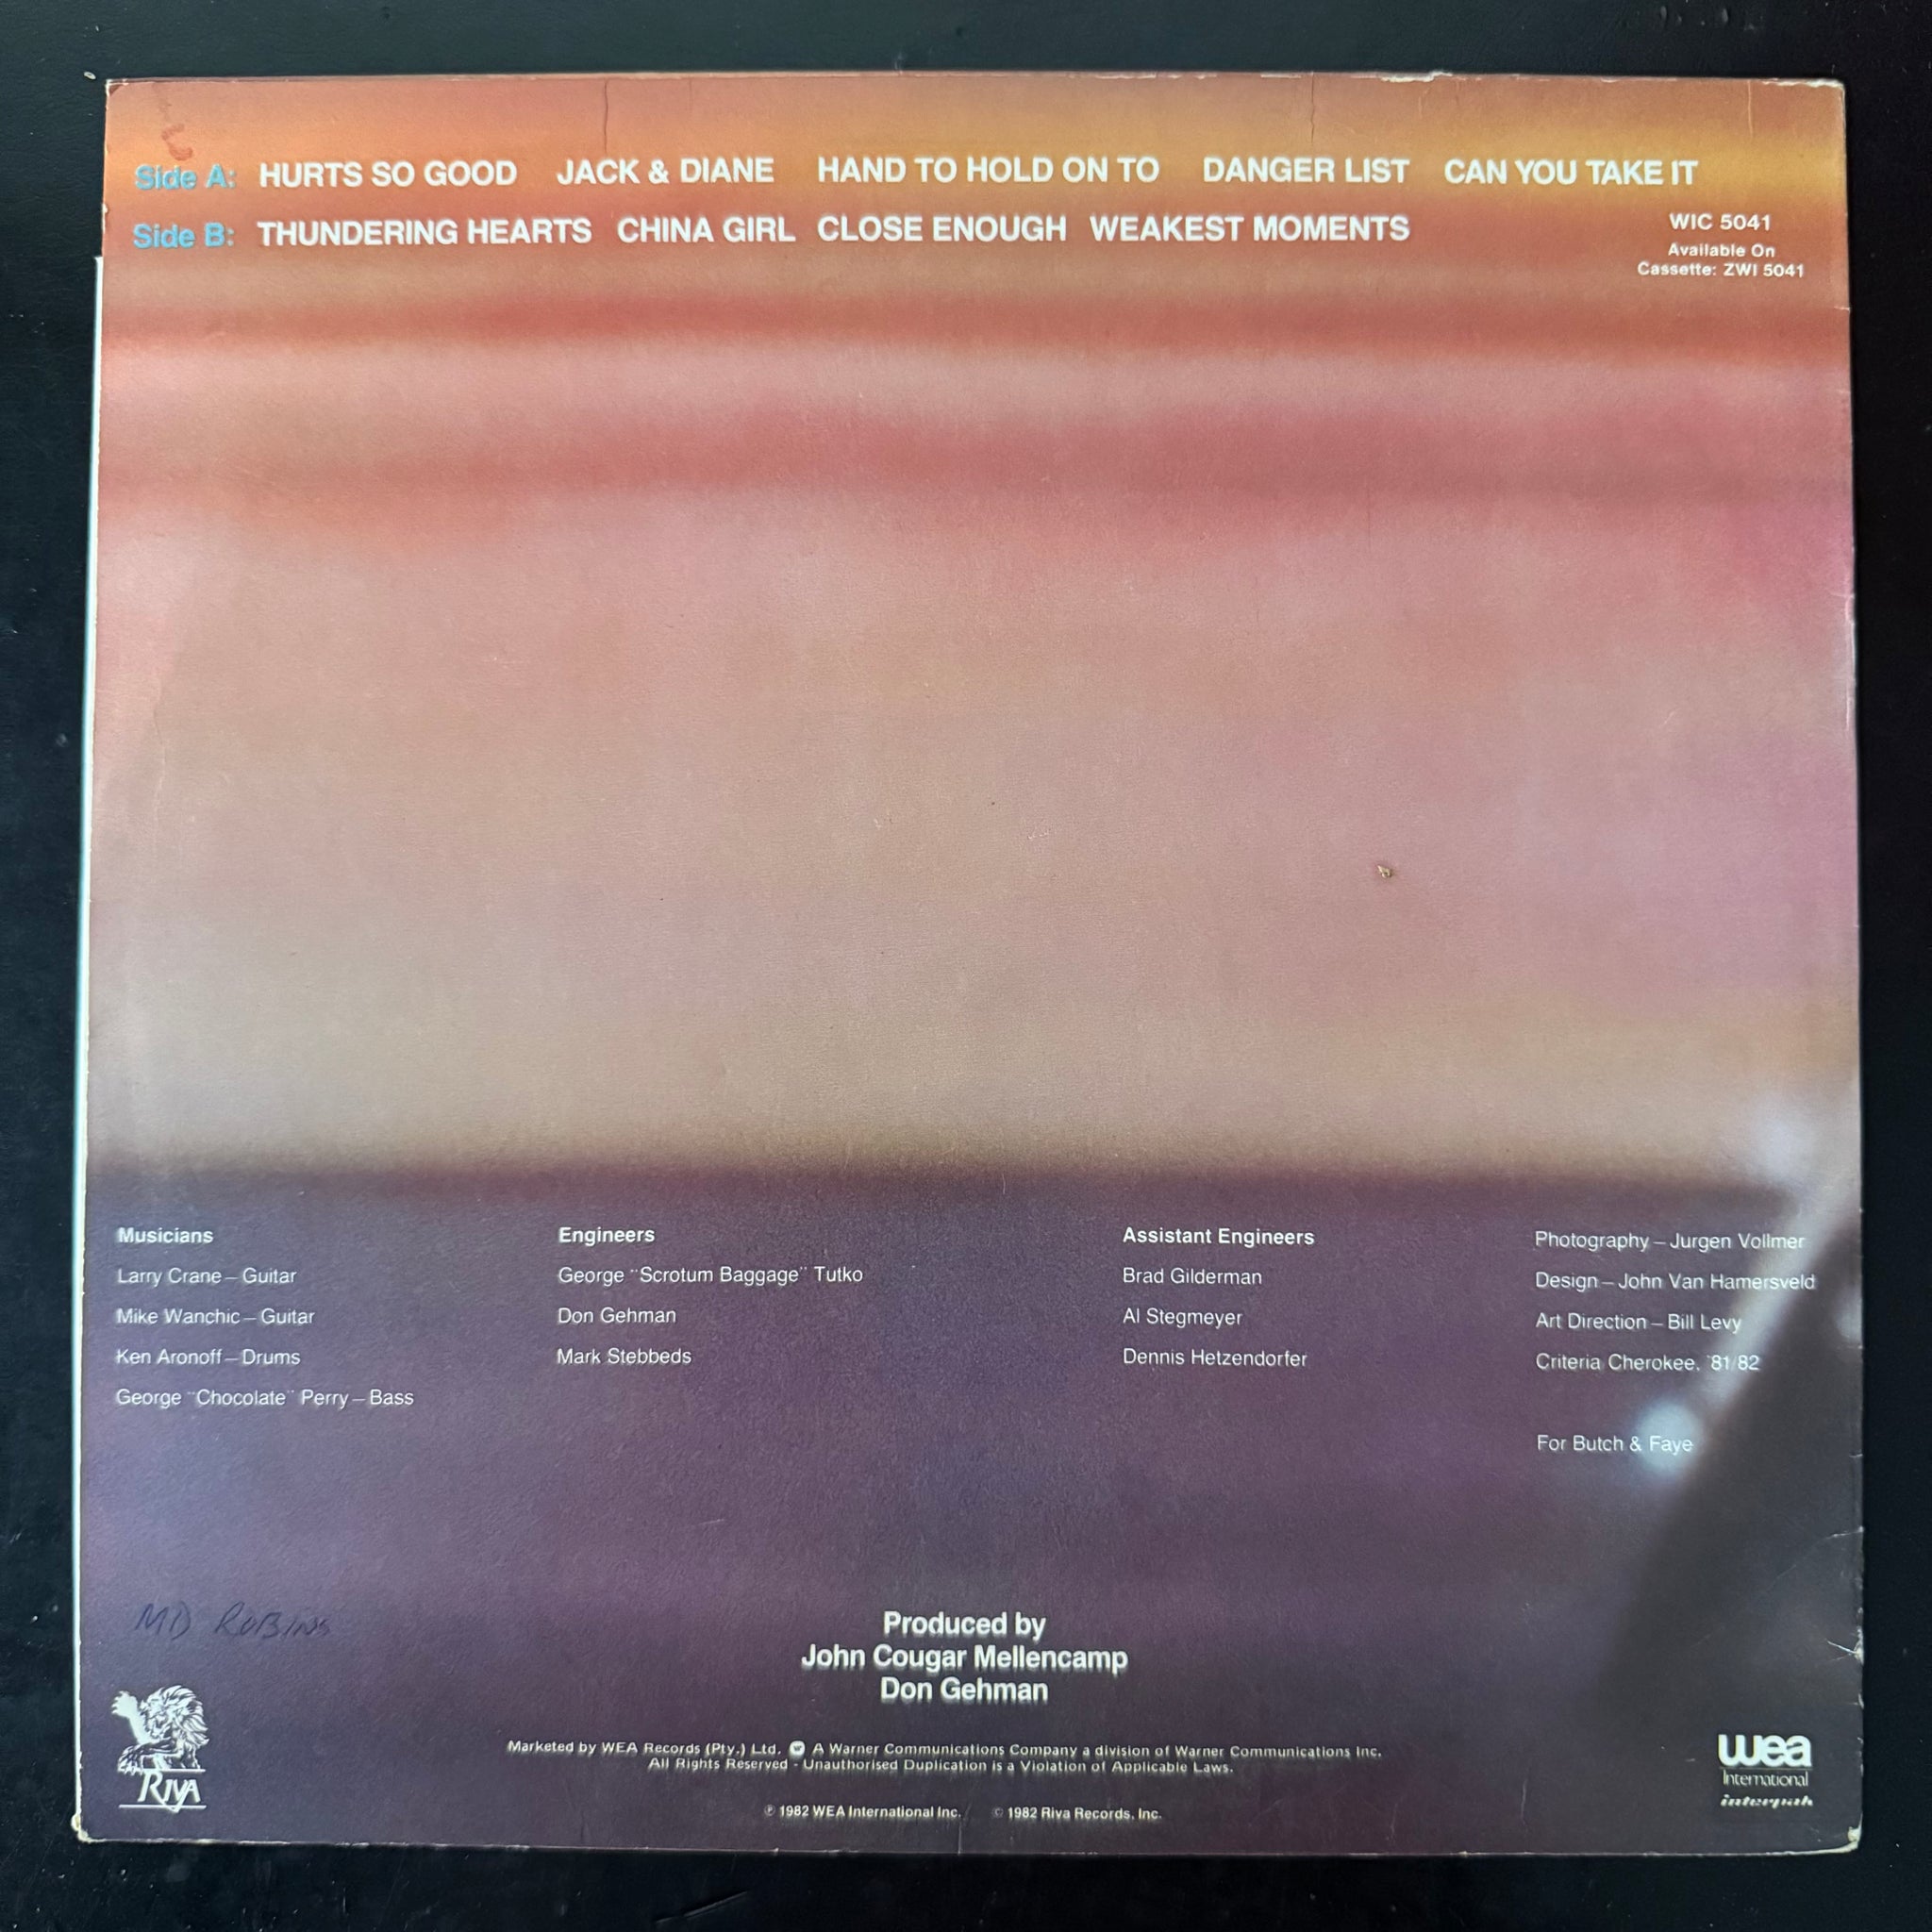 Side A: HURTS SO GOOD JACK & DIANE HAND TO HOLD ON TO DANGER LIST CAN YOU TAKE IT
Side B: THUNDERING HEARTS CHINA GIRL CLOSE ENOUGH WEAKEST MOMENTS
WIC 5041
Available On
Cassette: ZWI 5041
Musicians
Larry Crane – Guitar
Mike Wanchic – Guitar
Ken Aronoff – Drums
George "Chocolate" Perry – Bass
Engineers
George "Scrotum Baggage" Tutko
Don Gehman
Mark Stebbeds
Assistant Engineers
Brad Gilderman
Al Stegmeyer
Dennis Hetzendorfer
Photography – Jurgen Vollmer
Design – John Van Hamersveld
Art Direction – Bill Levy
Criteria Cherokee, '81/82
For Butch & Faye
MD Robins
Produced by
John Cougar Mellencamp
Don Gehman
RIVA
Marketed by WEA Records (Pty.) Ltd. A Warner Communications Company a division of Warner Communications Inc.
All Rights Reserved - Unauthorised Duplication is a Violation of Applicable Laws.
℗ 1982 WEA International Inc. © 1982 Riva Records, Inc.
wea
International
interpak